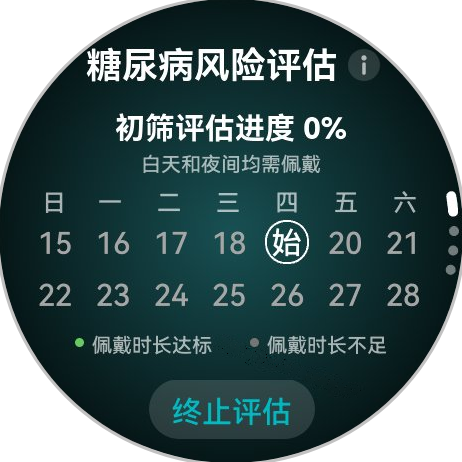 糖尿病风险评估 i
初筛评估进度 0%
白天和夜间均需佩戴
日 一 二 三 四 五 六
15 16 17 18 始 20 21
22 23 24 25 26 27 28
佩戴时长达标 佩戴时长不足
终止评估